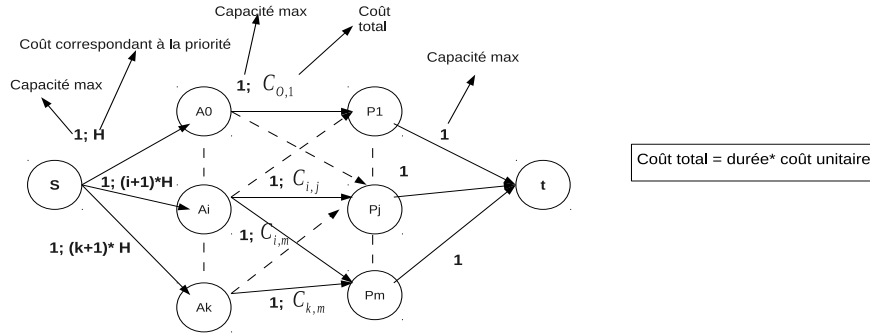 Capacité max
Coût
total
Coût correspondant à la priorité
Capacité max
Capacité max
1; H
A0
1; C₀,₁
P1
1
S
1; (i+1)*H
Ai
1; Cᵢ,ⱼ
Pj
1
t
Coût total = durée* coût unitaire
1; (k+1)* H
1; Cᵢ,ₘ
1
Ak
1; Cₖ,ₘ
Pm